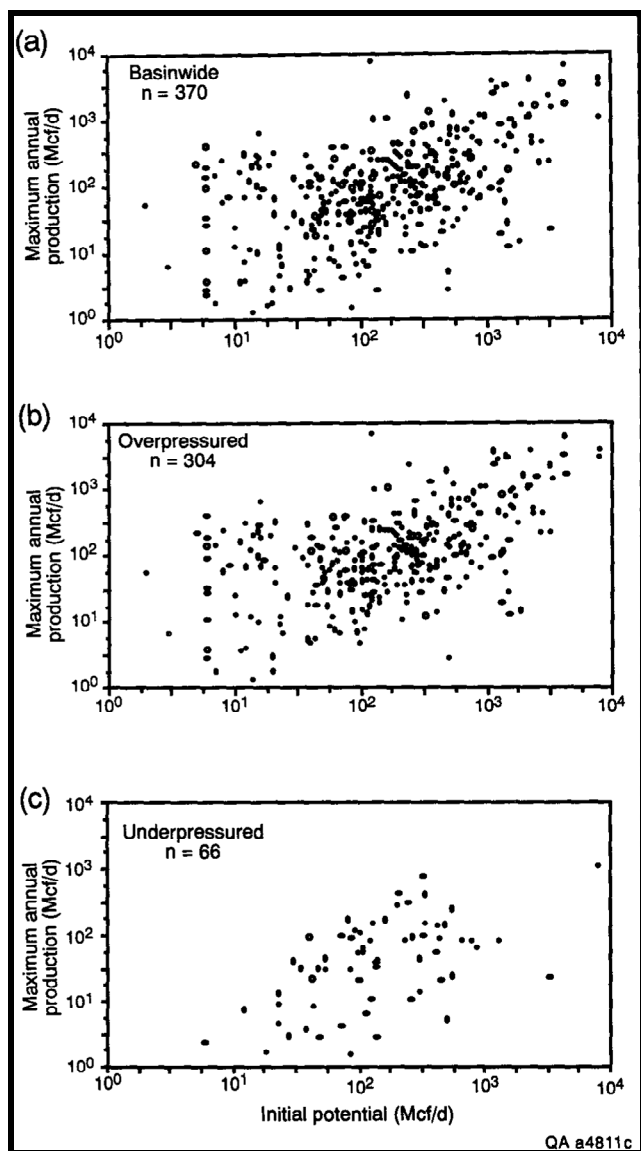 (a)
Basinwide
n = 370
Maximum annual
production (Mcf/d)
10⁴
10³
10²
10¹
10⁰
10⁰ 10¹ 10² 10³ 10⁴
(b)
Overpressured
n = 304
Maximum annual
production (Mcf/d)
10⁴
10³
10²
10¹
10⁰
10⁰ 10¹ 10² 10³ 10⁴
(c)
Underpressured
n = 66
Maximum annual
production (Mcf/d)
10⁴
10³
10²
10¹
10⁰
10⁰ 10¹ 10² 10³ 10⁴
Initial potential (Mcf/d)
QA a4811c